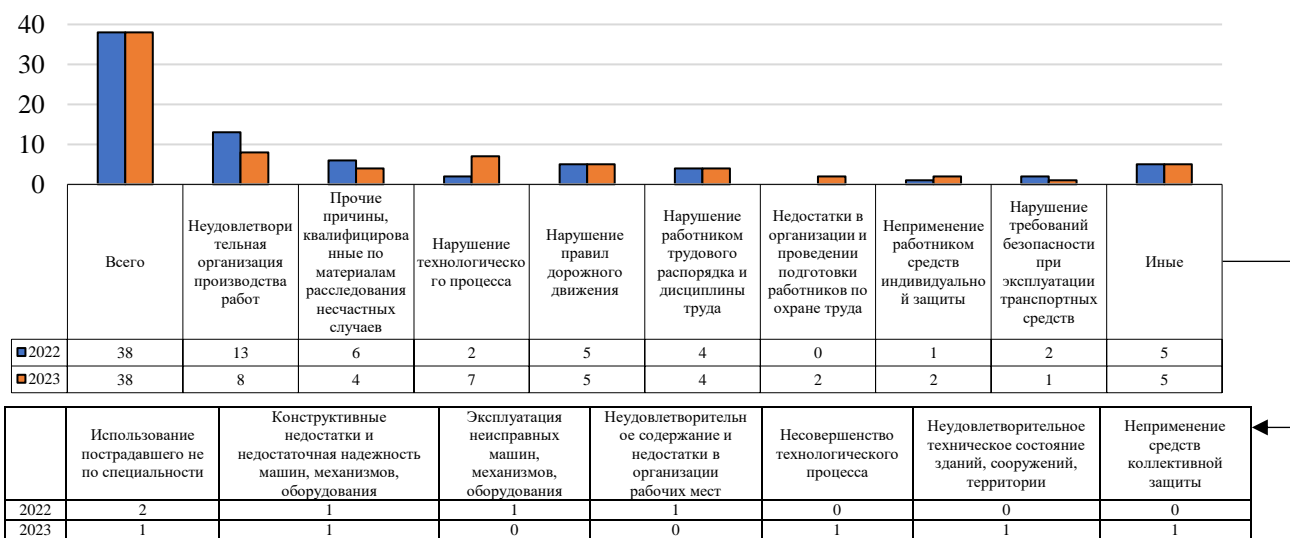 40
30
20
10
0
Всего
Неудовлетвори
тельная
организация
производства
работ
Прочие
причины,
квалифицирова
нные по
материалам
расследования
несчастных
случаев
Нарушение
технологическо
го процесса
Нарушение
правил
дорожного
движения
Нарушение
работником
трудового
распорядка и
дисциплины
труда
Недостатки в
организации и
проведении
подготовки
работников по
охране труда
Неприменение
работником
средств
индивидуально
й защиты
Нарушение
требований
безопасности
при
эксплуатации
транспортных
средств
Иные
2022 38 13 6 2 5 4 0 1 2 5
2023 38 8 4 7 5 4 2 2 1 5
Использование
пострадавшего не
по специальности
Конструктивные
недостатки и
недостаточная надежность
машин, механизмов,
оборудования
Эксплуатация
неисправных
машин,
механизмов,
оборудования
Неудовлетворительн
ое содержание и
недостатки в
организации
рабочих мест
Несовершенство
технологического
процесса
Неудовлетворительное
техническое состояние
зданий, сооружений,
территории
Неприменение
средств
коллективной
защиты
2022 2 1 1 1 0 0 0
2023 1 1 0 0 1 1 1